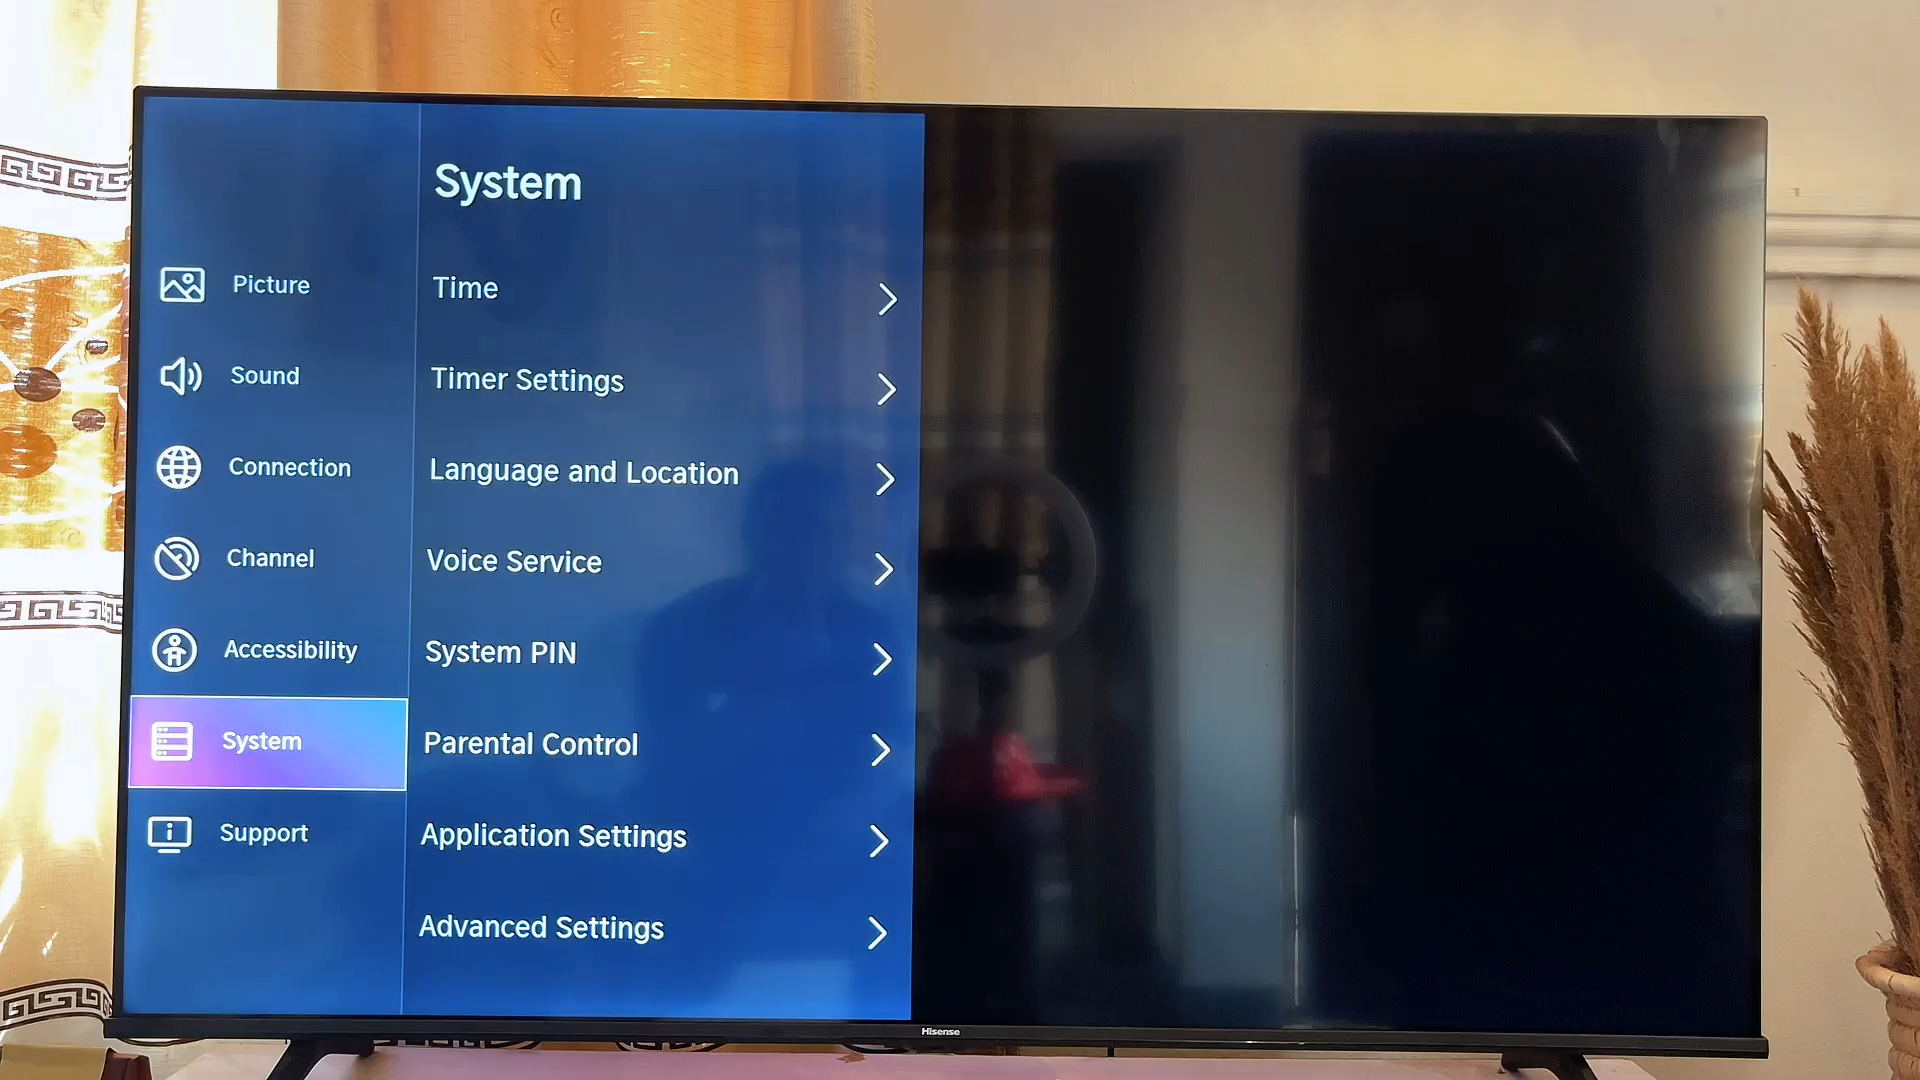 System
Picture
Sound
Connection
Channel
Accessibility
System
Support
Time
Timer Settings
Language and Location
Voice Service
System PIN
Parental Control
Application Settings
Advanced Settings
Hisense